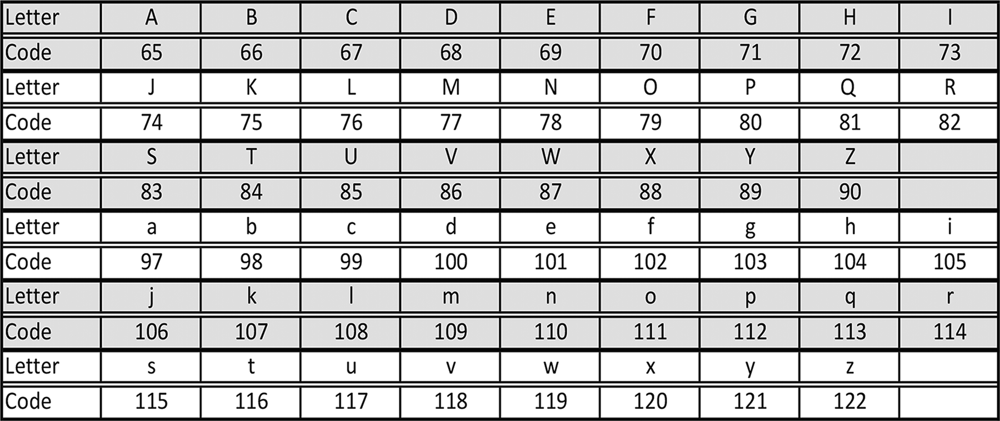 Letter A B C D E F G H I
Code 65 66 67 68 69 70 71 72 73
Letter J K L M N O P Q R
Code 74 75 76 77 78 79 80 81 82
Letter S T U V W X Y Z
Code 83 84 85 86 87 88 89 90
Letter a b c d e f g h i
Code 97 98 99 100 101 102 103 104 105
Letter j k l m n o p q r
Code 106 107 108 109 110 111 112 113 114
Letter s t u v w x y z
Code 115 116 117 118 119 120 121 122